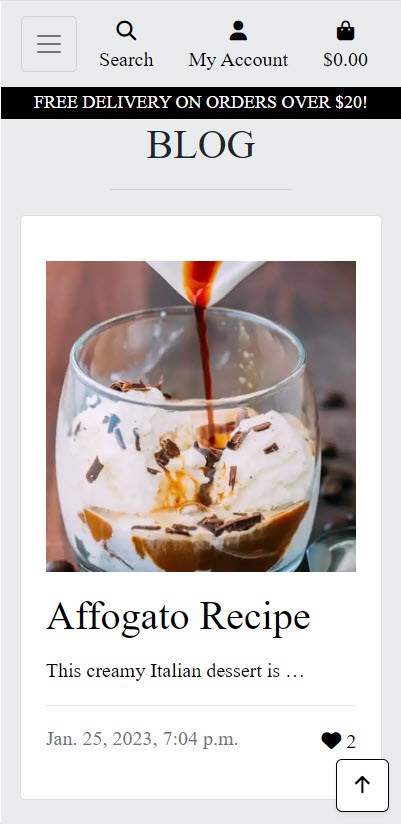 Search My Account $0.00
FREE DELIVERY ON ORDERS OVER $20!
BLOG
Affogato Recipe
This creamy Italian dessert is …
Jan. 25, 2023, 7:04 p.m. 2